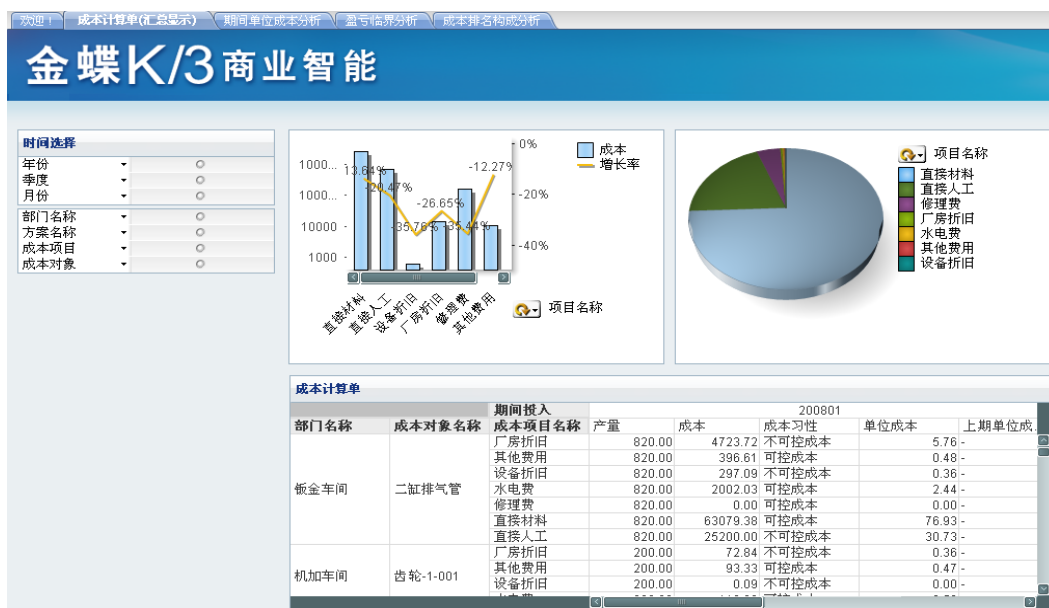 欢迎！ 成本计算单(汇总显示) 期间单位成本分析 盈亏临界分析 成本排名构成分析
金蝶K/3商业智能
时间选择
年份
季度
月份
部门名称
方案名称
成本项目
成本对象
1000...
1000...
10000
1000
13.64%
-20.47%
-35.76%
-26.65%
-35.44%
-12.27%
0%
-20%
-40%
成本
增长率
直接材料
直接人工
设备折旧
厂房折旧
修理费
其他费用
项目名称
项目名称
直接材料
直接人工
修理费
厂房折旧
水电费
其他费用
设备折旧
成本计算单
期间投入 200801
部门名称 成本对象名称 成本项目名称 产量 成本 成本习性 单位成本 上期单位成
厂房折旧 820.00 4723.72 不可控成本 5.76 -
其他费用 820.00 396.61 可控成本 0.48 -
设备折旧 820.00 297.09 不可控成本 0.36 -
钣金车间 二缸排气管 水电费 820.00 2002.03 可控成本 2.44 -
修理费 820.00 0.00 可控成本 0.00 -
直接材料 820.00 63079.38 可控成本 76.93 -
直接人工 820.00 25200.00 不可控成本 30.73 -
厂房折旧 200.00 72.84 不可控成本 0.36 -
其他费用 200.00 93.33 可控成本 0.47 -
机加车间 齿轮-1-001 设备折旧 200.00 0.09 不可控成本 0.00 -